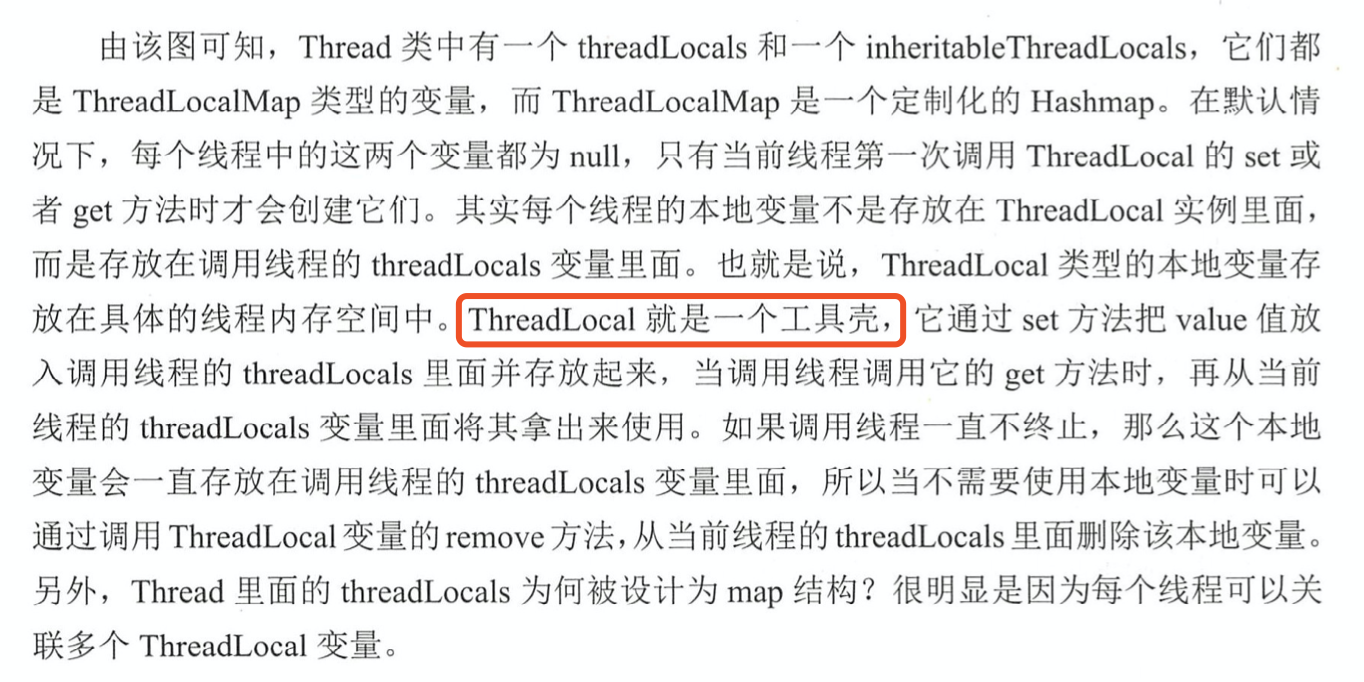 由该图可知，Thread 类中有一个 threadLocals 和一个 inheritableThreadLocals，它们都
是 ThreadLocalMap 类型的变量，而 ThreadLocalMap 是一个定制化的 Hashmap。在默认情
况下，每个线程中的这两个变量都为 null，只有当前线程第一次调用 ThreadLocal 的 set 或
者 get 方法时才会创建它们。其实每个线程的本地变量不是存放在 ThreadLocal 实例里面，
而是存放在调用线程的 threadLocals 变量里面。也就是说，ThreadLocal 类型的本地变量存
放在具体的线程内存空间中。ThreadLocal 就是一个工具壳，它通过 set 方法把 value 值放
入调用线程的 threadLocals 里面并存放起来，当调用线程调用它的 get 方法时，再从当前
线程的 threadLocals 变量里面将其拿出来使用。如果调用线程一直不终止，那么这个本地
变量会一直存放在调用线程的 threadLocals 变量里面，所以当不需要使用本地变量时可以
通过调用 ThreadLocal 变量的 remove 方法，从当前线程的 threadLocals 里面删除该本地变量。
另外，Thread 里面的 threadLocals 为何被设计为 map 结构？很明显是因为每个线程可以关
联多个 ThreadLocal 变量。